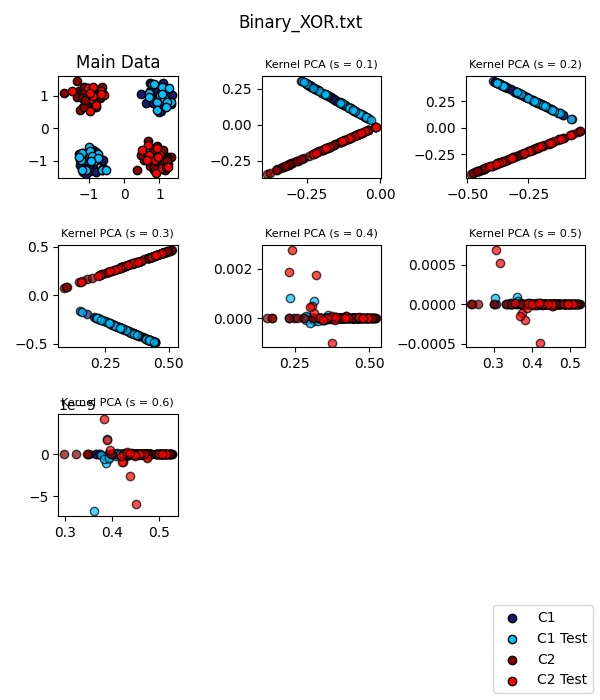 Binary_XOR.txt
Main Data
Kernel PCA (s = 0.1)
Kernel PCA (s = 0.2)
1
0
−1
−1 0 1
0.25
0.00
−0.25
−0.25 0.00
0.25
0.00
−0.25
−0.50 −0.25
Kernel PCA (s = 0.3)
Kernel PCA (s = 0.4)
Kernel PCA (s = 0.5)
0.5
0.0
−0.5
0.25 0.50
0.002
0.000
0.25 0.50
0.0005
0.0000
−0.0005
0.3 0.4 0.5
Kernel PCA (s = 0.6)
1e−5
0
−5
0.3 0.4 0.5
C1
C1 Test
C2
C2 Test